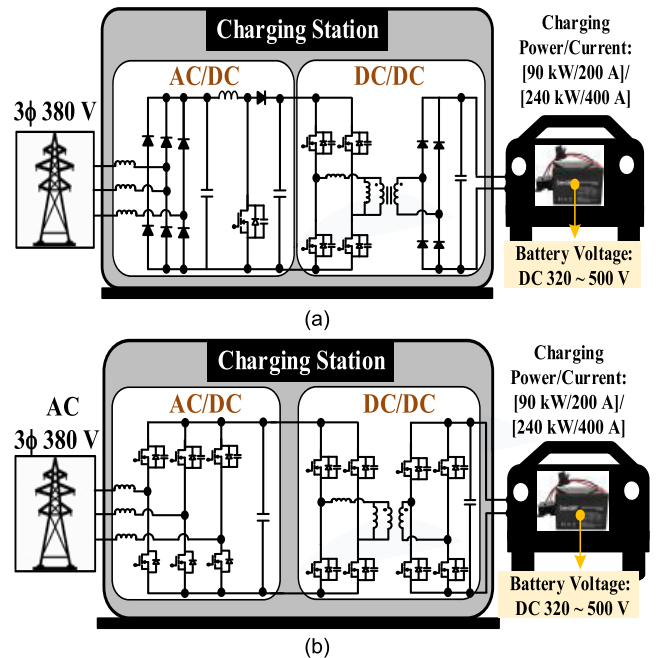 Charging Station
AC/DC
DC/DC
3ϕ 380 V
Charging
Power/Current:
[90 kW/200 A]/
[240 kW/400 A]
Battery Voltage:
DC 320 ~ 500 V
(a)
Charging Station
AC/DC
DC/DC
AC
3ϕ 380 V
Charging
Power/Current:
[90 kW/200 A]/
[240 kW/400 A]
Battery Voltage:
DC 320 ~ 500 V
(b)